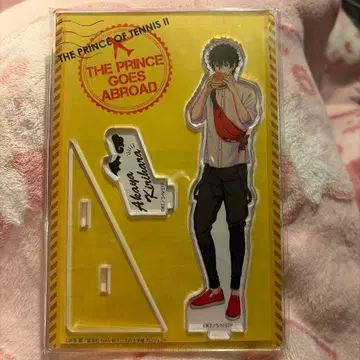 THE PRINCE OF TENNIS II
THE PRINCE
GOES
ABROAD
Akaya
Kirihara